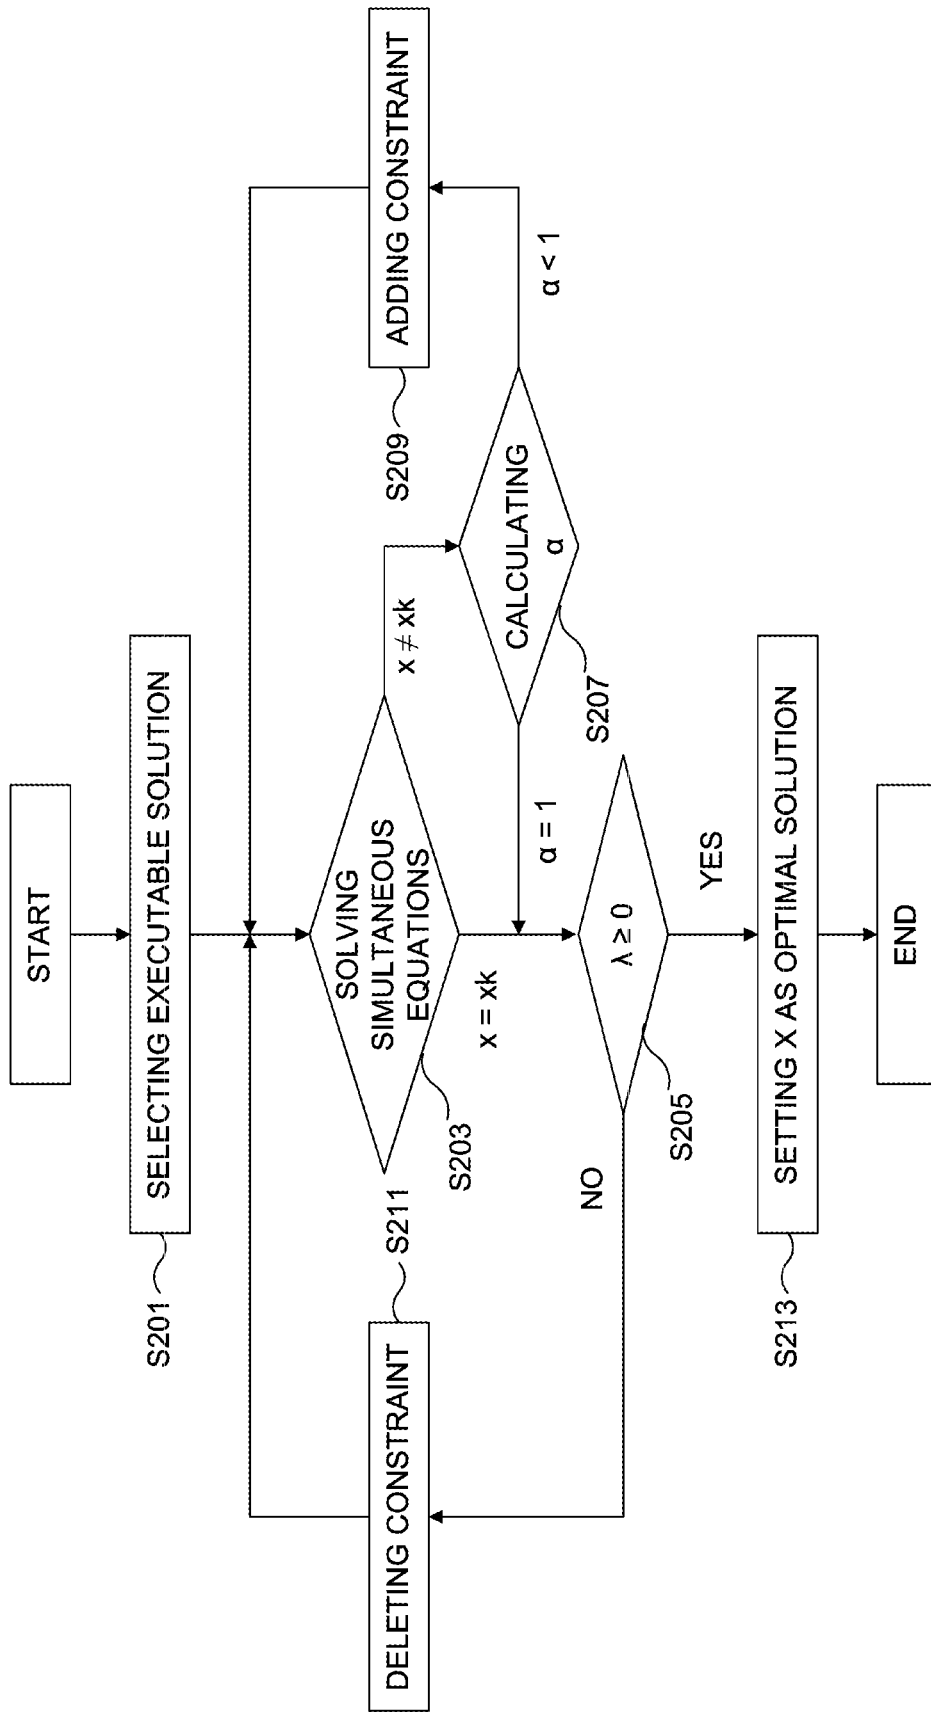 START
SELECTING EXECUTABLE SOLUTION
S201
SOLVING
SIMULTANEOUS
EQUATIONS
S203
x ≠ xk
x = xk
DELETING CONSTRAINT
S211
ADDING CONSTRAINT
S209
CALCULATING
α
S207
α < 1
α = 1
λ ≥ 0
S205
NO
YES
SETTING X AS OPTIMAL SOLUTION
S213
END